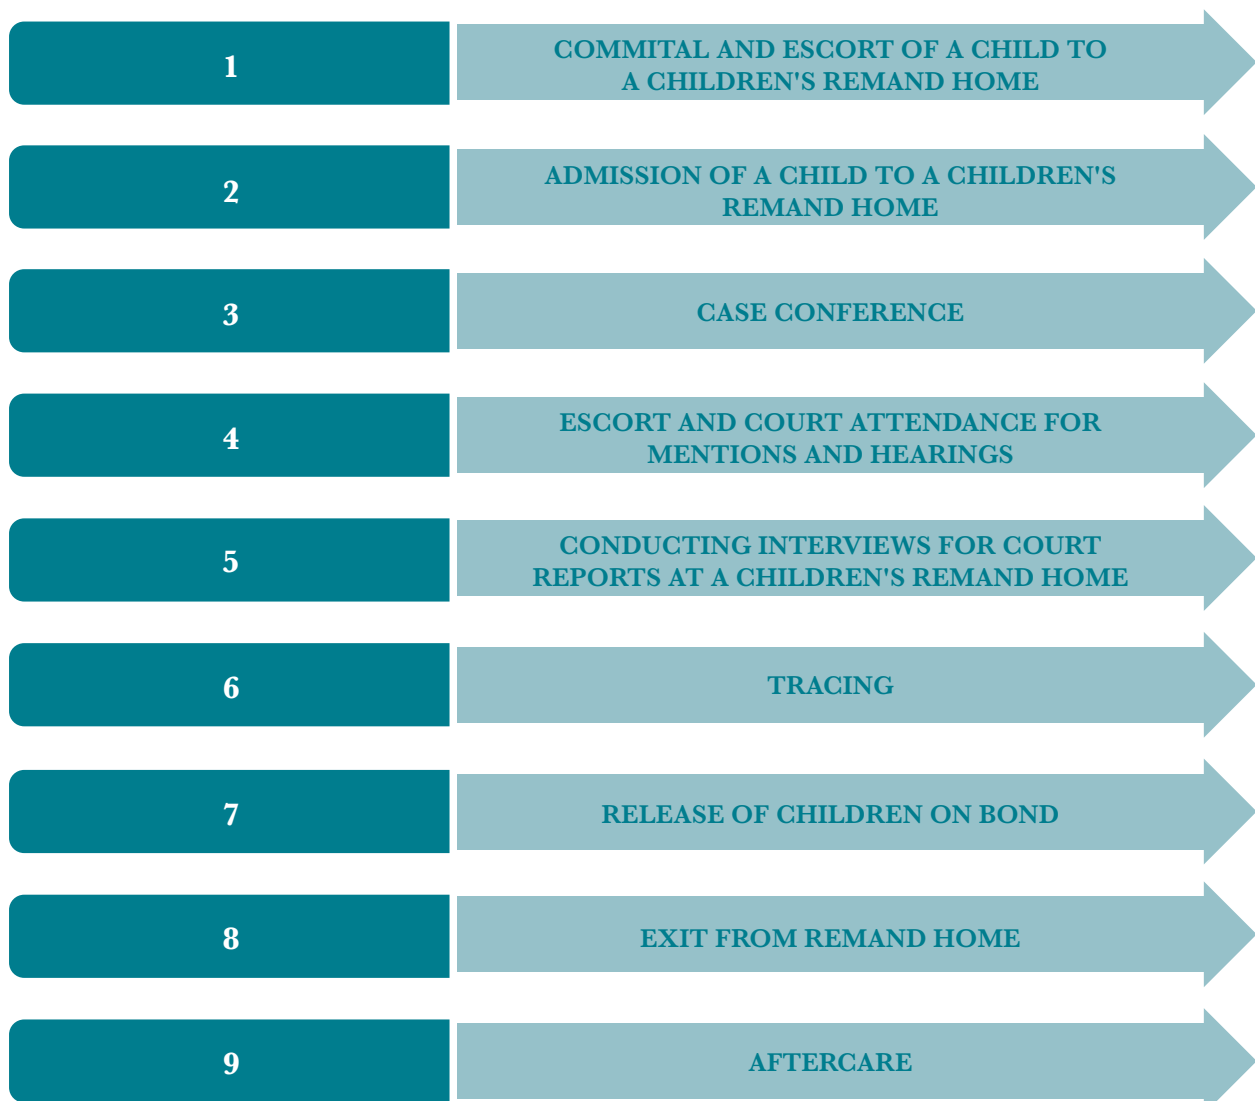 1
COMMITAL AND ESCORT OF A CHILD TO
A CHILDREN'S REMAND HOME
2
ADMISSION OF A CHILD TO A CHILDREN'S
REMAND HOME
3
CASE CONFERENCE
4
ESCORT AND COURT ATTENDANCE FOR
MENTIONS AND HEARINGS
5
CONDUCTING INTERVIEWS FOR COURT
REPORTS AT A CHILDREN'S REMAND HOME
6
TRACING
7
RELEASE OF CHILDREN ON BOND
8
EXIT FROM REMAND HOME
9
AFTERCARE